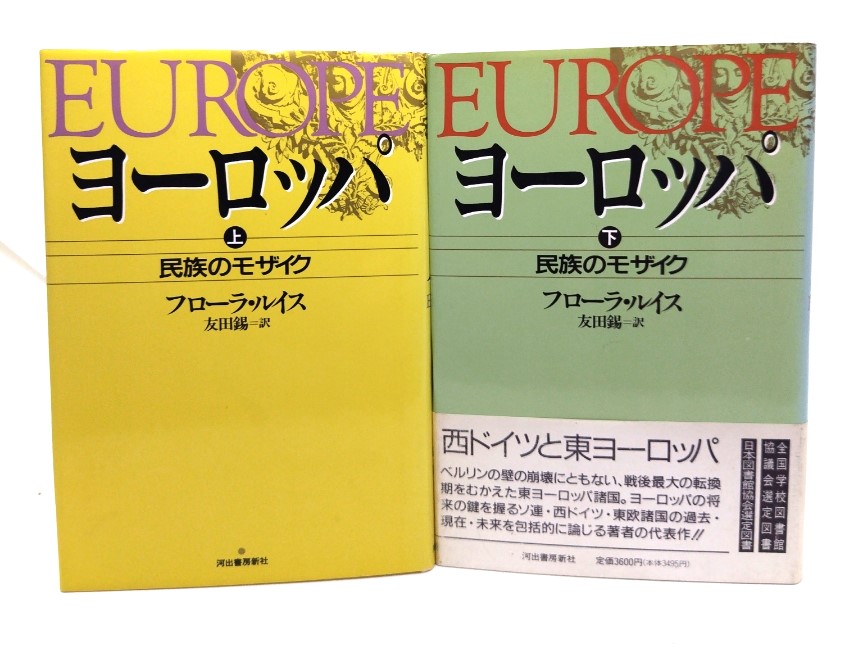 EUROPE
ヨーロッパ
上
民族のモザイク
フローラ・ルイス
友田錫＝訳
河出書房新社
EUROPE
ヨーロッパ
下
民族のモザイク
フローラ・ルイス
友田錫＝訳
西ドイツと東ヨーロッパ
ベルリンの壁の崩壊にともない、戦後最大の転換
期をむかえた東ヨーロッパ諸国。ヨーロッパの将
来の鍵を握るソ連・西ドイツ・東欧諸国の過去・
現在・未来を包括的に論じる著者の代表作!!
全国学校図書館
協議会選定図書
日本図書館協会選定図書
河出書房新社
定価3600円(本体3495円)